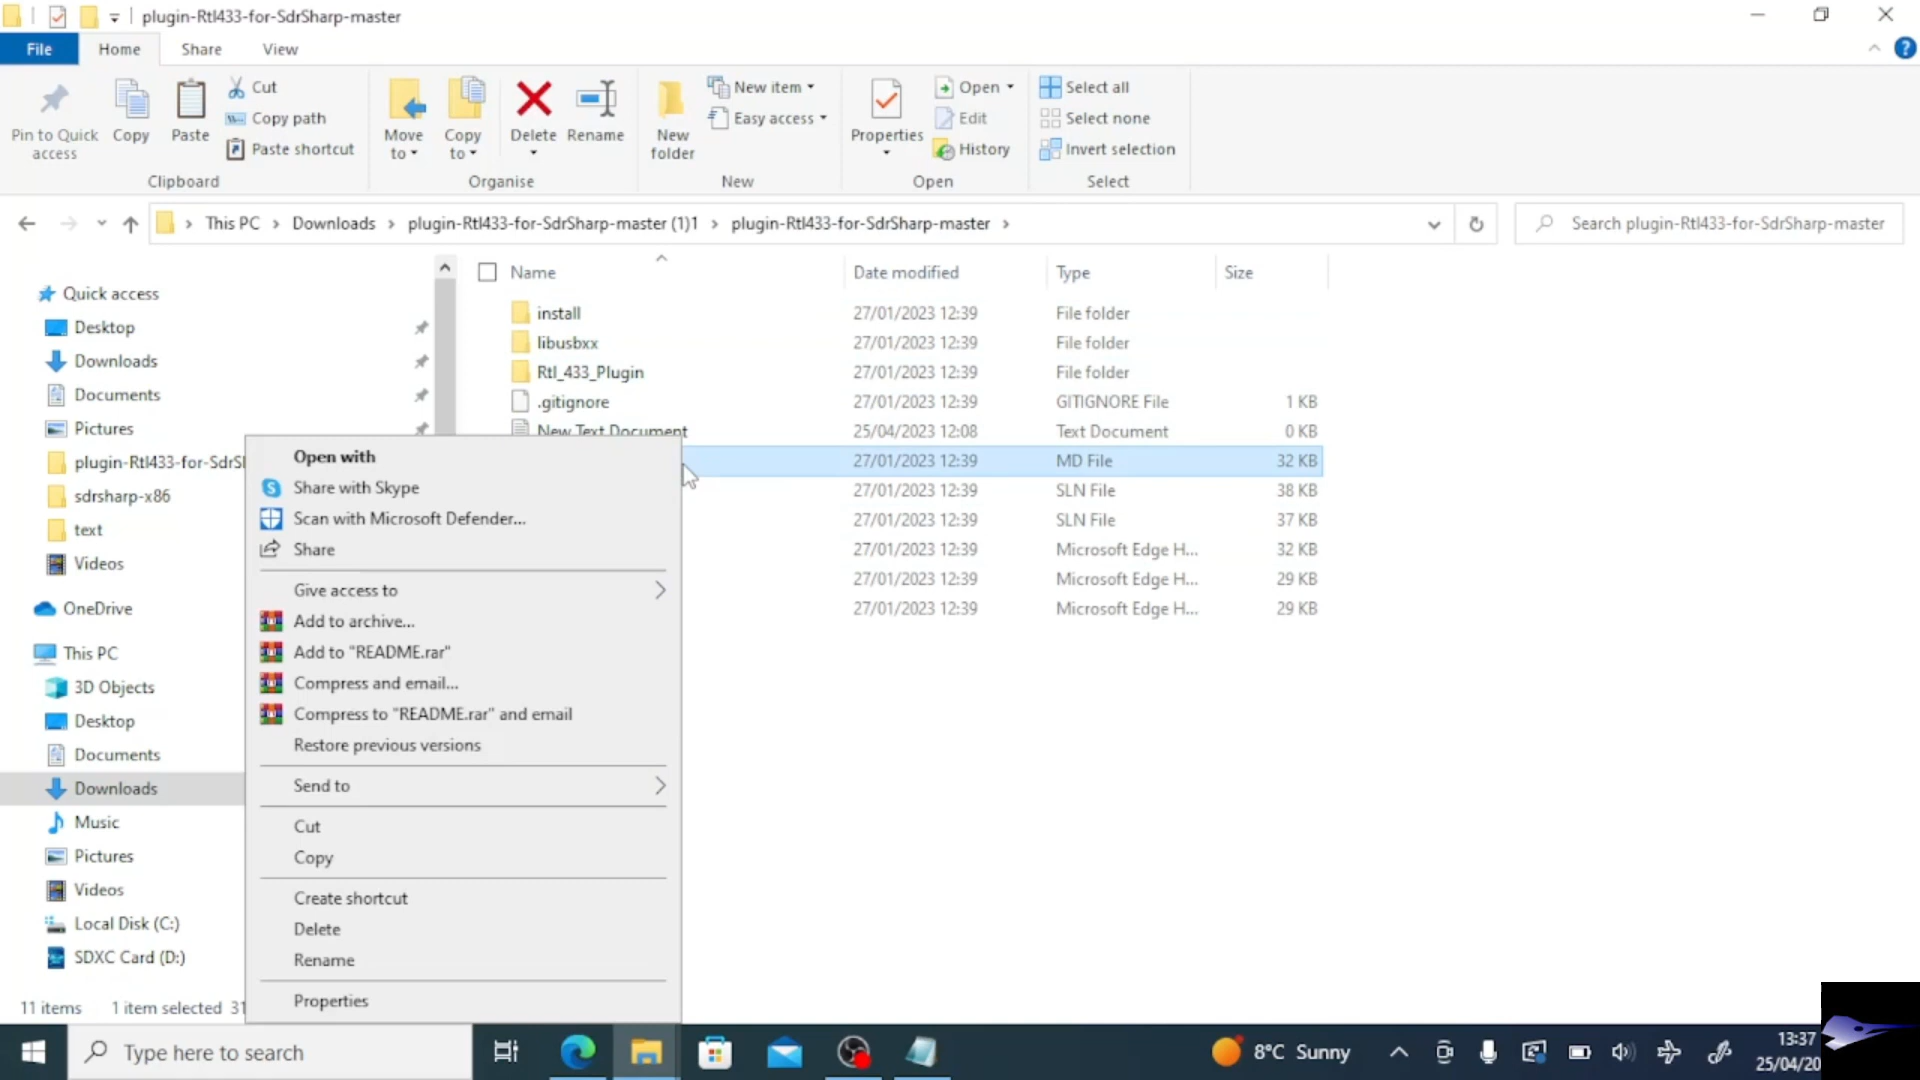 plugin-Rtl433-for-SdrSharp-master
File Home Share View
Pin to Quick access
Copy
Paste
Cut
Copy path
Paste shortcut
Clipboard
Move to
Copy to
Delete
Rename
Organise
New folder
New item
Easy access
New
Properties
Open
Edit
History
Open
Select all
Select none
Invert selection
Select
This PC > Downloads > plugin-Rtl433-for-SdrSharp-master (1)1 > plugin-Rtl433-for-SdrSharp-master >
Search plugin-Rtl433-for-SdrSharp-master
Quick access
Desktop
Downloads
Documents
Pictures
plugin-Rtl433-for-SdrS
sdrsharp-x86
text
Videos
OneDrive
This PC
3D Objects
Desktop
Documents
Downloads
Music
Pictures
Videos
Local Disk (C:)
SDXC Card (D:)
Name Date modified Type Size
install 27/01/2023 12:39 File folder
libusbxx 27/01/2023 12:39 File folder
Rtl_433_Plugin 27/01/2023 12:39 File folder
.gitignore 27/01/2023 12:39 GITIGNORE File 1 KB
New Text Document 25/04/2023 12:08 Text Document 0 KB
27/01/2023 12:39 MD File 32 KB
27/01/2023 12:39 SLN File 38 KB
27/01/2023 12:39 SLN File 37 KB
27/01/2023 12:39 Microsoft Edge H... 32 KB
27/01/2023 12:39 Microsoft Edge H... 29 KB
27/01/2023 12:39 Microsoft Edge H... 29 KB
Open with
Share with Skype
Scan with Microsoft Defender...
Share
Give access to
Add to archive...
Add to "README.rar"
Compress and email...
Compress to "README.rar" and email
Restore previous versions
Send to
Cut
Copy
Create shortcut
Delete
Rename
Properties
11 items 1 item selected 31
Type here to search
8°C Sunny
13:37
25/04/20